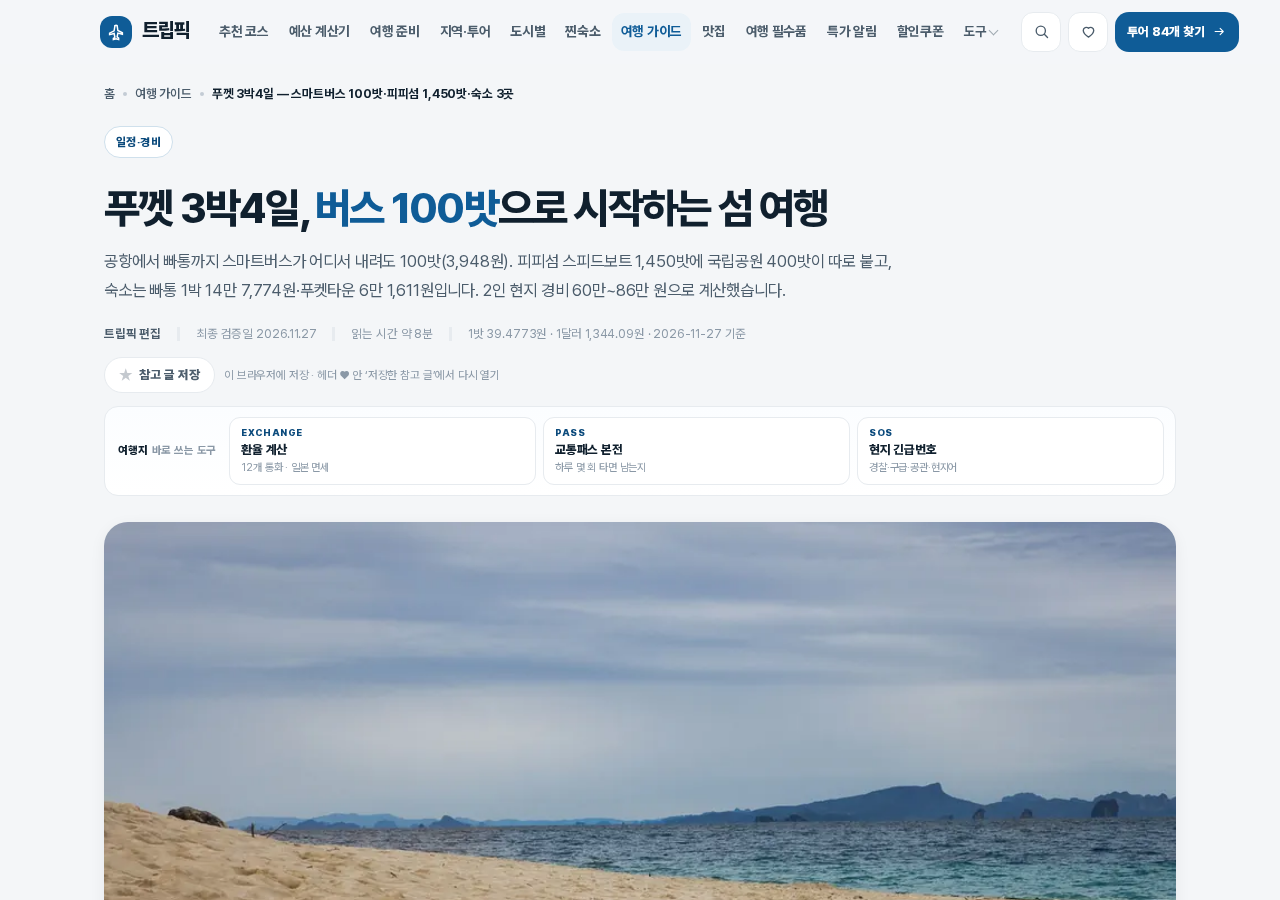 트립픽
추천 코스
예산 계산기
여행 준비
지역·투어
도시별
찐숙소
여행 가이드
맛집
여행 필수품
특가 알림
할인쿠폰
도구
투어 84개 찾기 →
홈 • 여행 가이드 • 푸껫 3박4일 — 스마트버스 100밧·피피섬 1,450밧·숙소 3곳
일정·경비
푸껫 3박4일, 버스 100밧으로 시작하는 섬 여행
공항에서 빠통까지 스마트버스가 어디서 내려도 100밧(3,948원). 피피섬 스피드보트 1,450밧에 국립공원 400밧이 따로 붙고,
숙소는 빠통 1박 14만 7,774원·푸켓타운 6만 1,611원입니다. 2인 현지 경비 60만~86만 원으로 계산했습니다.
트립픽 편집 | 최종 검증일 2026.11.27 | 읽는 시간 약 8분 | 1밧 39.4773원 · 1달러 1,344.09원 · 2026-11-27 기준
★ 참고 글 저장
이 브라우저에 저장 · 헤더 ♥ 안 '저장한 참고 글'에서 다시 열기
여행지 바로 쓰는 도구
EXCHANGE
환율 계산
12개 통화 · 일본 면세
PASS
교통패스 본전
하루 몇 회 타면 남는지
SOS
현지 긴급번호
경찰·구급·공관·현지어